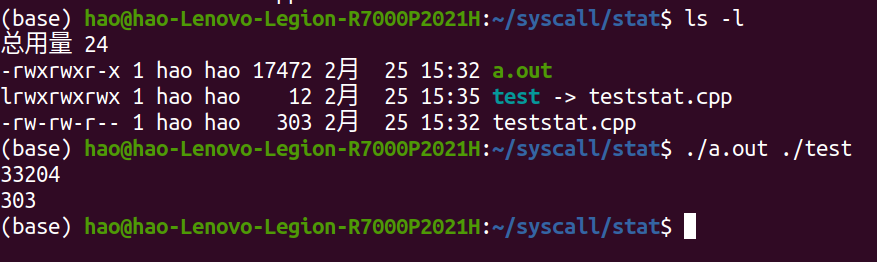 (base) hao@hao-Lenovo-Legion-R7000P2021H:~/syscall/stat$ ls -l
总用量 24
-rwxrwxr-x 1 hao hao 17472 2月  25 15:32 a.out
lrwxrwxrwx 1 hao hao    12 2月  25 15:35 test -> teststat.cpp
-rw-rw-r-- 1 hao hao   303 2月  25 15:32 teststat.cpp
(base) hao@hao-Lenovo-Legion-R7000P2021H:~/syscall/stat$ ./a.out ./test
33204
303
(base) hao@hao-Lenovo-Legion-R7000P2021H:~/syscall/stat$